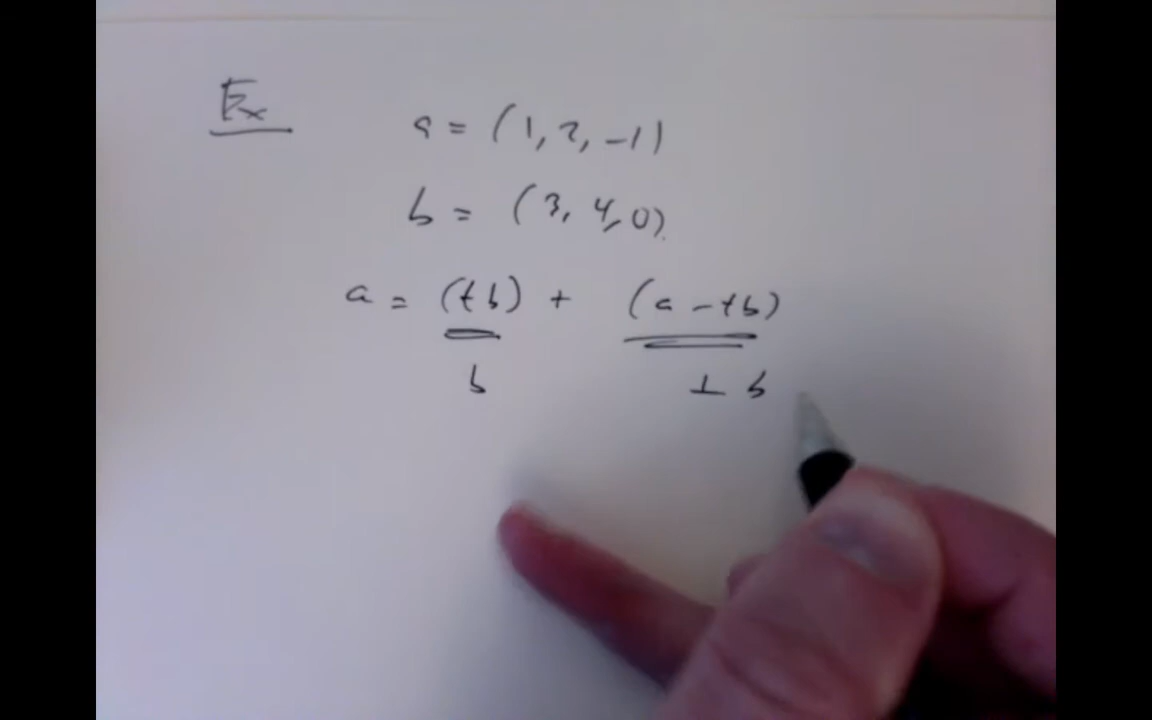 Ex
a = (1, 2, -1)
b = (3, 4, 0).
a = (tb) + (a - tb)
b ⊥ b